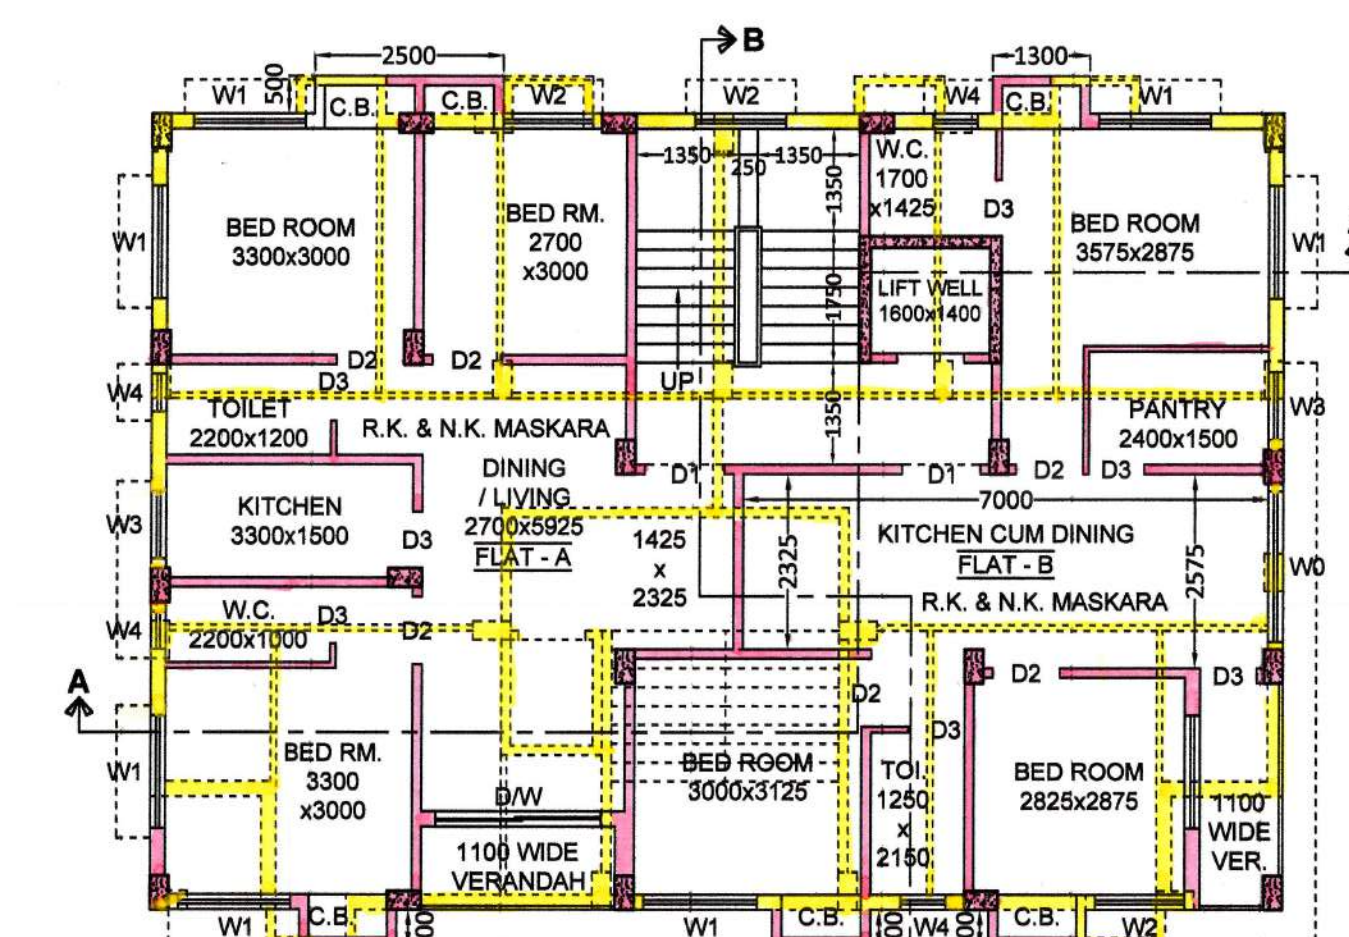 B
2500
1300
500
W1
C.B.
C.B.
W2
W2
W4
C.B.
W1
1350
250
1350
W.C.
1700
x1425
1350
D3
BED ROOM
3300x3000
BED RM.
2700
x3000
BED ROOM
3575x2875
W1
W1
LIFT WELL
1600x1400
1750
D2
D2
D3
UP
W4
TOILET
2200x1200
R.K. & N.K. MASKARA
1350
PANTRY
2400x1500
W3
DINING
/ LIVING
2700x5925
FLAT - A
D1
D1
D2
D3
7000
KITCHEN
3300x1500
W3
D3
1425
x
2325
2325
KITCHEN CUM DINING
FLAT - B
2575
W0
R.K. & N.K. MASKARA
W.C.
2200x1000
D3
D2
W4
A
D2
D2
D3
D3
W1
BED RM.
3300
x3000
BED ROOM
3000x3125
TOI.
1250
x
2150
BED ROOM
2825x2875
D/W
1100 WIDE
VERANDAH
1100
WIDE
VER.
W1
C.B.
W1
C.B.
W4
C.B.
W2